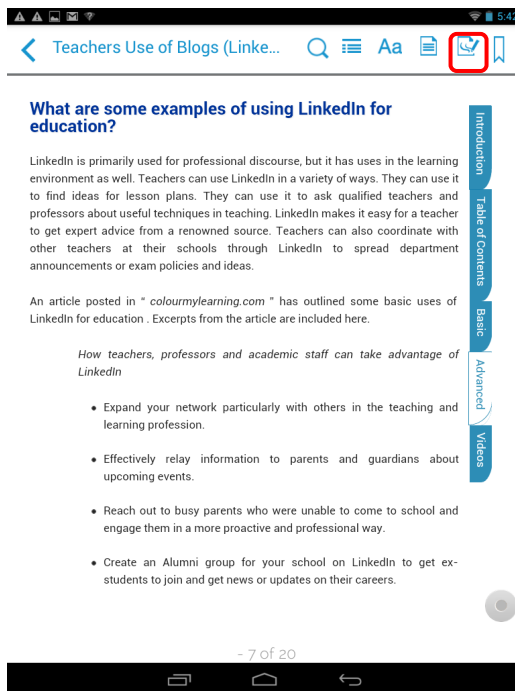 5:42
Teachers Use of Blogs (Linke...
Aa
What are some examples of using LinkedIn for
education?
LinkedIn is primarily used for professional discourse, but it has uses in the learning
environment as well. Teachers can use LinkedIn in a variety of ways. They can use it
to find ideas for lesson plans. They can use it to ask qualified teachers and
professors about useful techniques in teaching. LinkedIn makes it easy for a teacher
to get expert advice from a renowned source. Teachers can also coordinate with
other teachers at their schools through LinkedIn to spread department
announcements or exam policies and ideas.
An article posted in " colourmylearning.com " has outlined some basic uses of
LinkedIn for education . Excerpts from the article are included here.
How teachers, professors and academic staff can take advantage of
LinkedIn
• Expand your network particularly with others in the teaching and
learning profession.
• Effectively relay information to parents and guardians about
upcoming events.
• Reach out to busy parents who were unable to come to school and
engage them in a more proactive and professional way.
• Create an Alumni group for your school on LinkedIn to get ex-
students to join and get news or updates on their careers.
Introduction
Table of Contents
Basic
Advanced
Videos
- 7 of 20